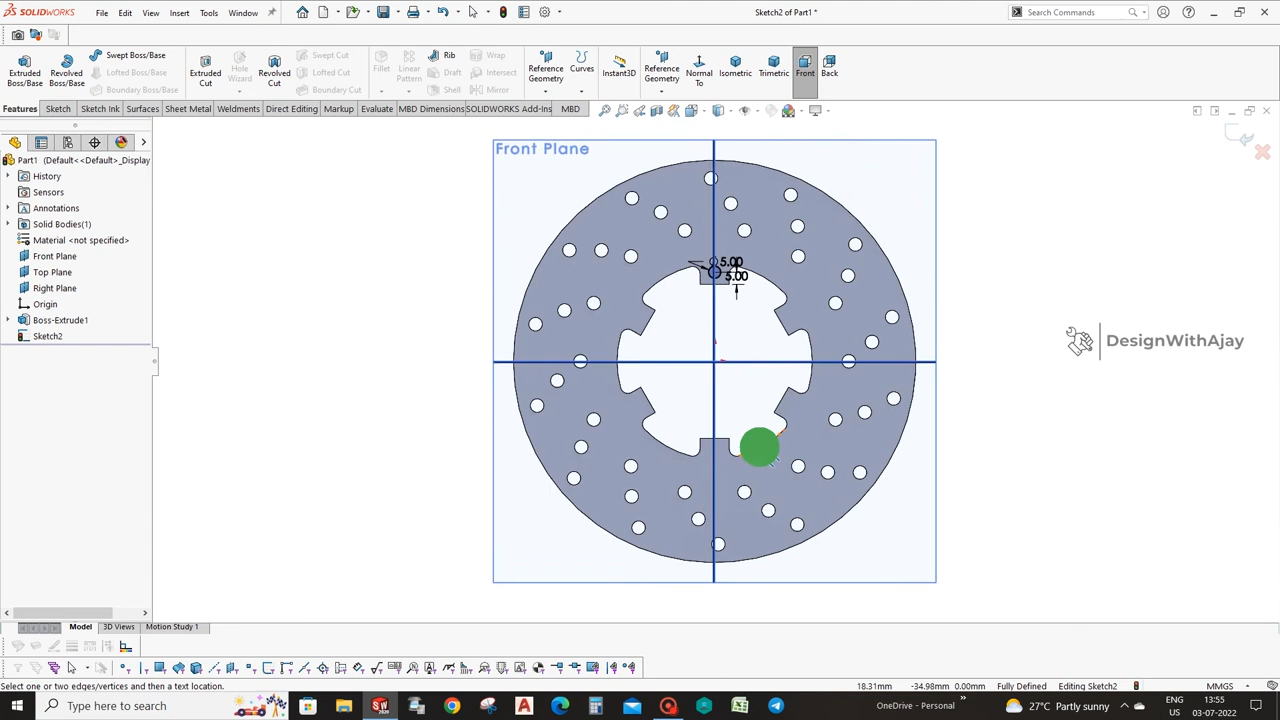 SOLIDWORKS File Edit View Insert Tools Window Sketch2 of Part1 * Search Commands
Extruded Boss/Base Revolved Boss/Base Swept Boss/Base Lofted Boss/Base Boundary Boss/Base Extruded Cut Hole Wizard Revolved Cut Swept Cut Lofted Cut Boundary Cut Fillet Linear Pattern Rib Draft Shell Wrap Intersect Mirror Reference Geometry Curves Instant3D Reference Geometry Normal To Isometric Trimetric Front Back
Features Sketch Sketch Ink Surfaces Sheet Metal Weldments Direct Editing Markup Evaluate MBD Dimensions SOLIDWORKS Add-Ins MBD
Part1 (Default<<Default>_Display
History
Sensors
Annotations
Solid Bodies(1)
Material <not specified>
Front Plane
Top Plane
Right Plane
Origin
Boss-Extrude1
Sketch2
Front Plane
5.00
5.00
DesignWithAjay
Model 3D Views Motion Study 1
Select one or two edges/vertices and then a text location. 18.31mm -34.98mm 0.00mm Fully Defined Editing Sketch2 MMGS
Type here to search OneDrive - Personal 27°C Partly sunny ENG US 13:55 03-07-2022